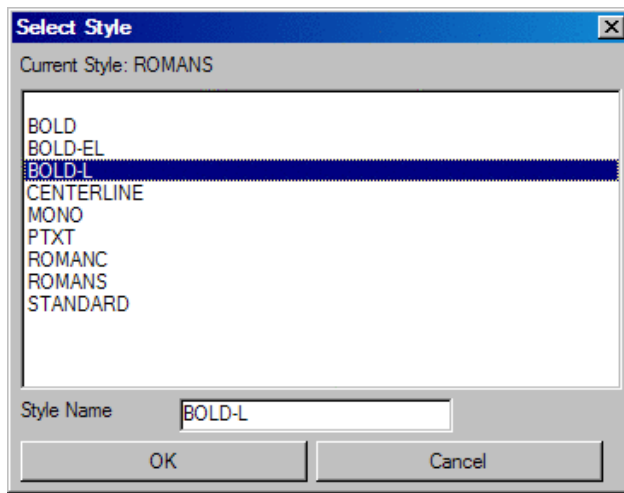 Select Style
Current Style: ROMANS
BOLD
BOLD-EL
BOLD-L
CENTERLINE
MONO
PTXT
ROMANC
ROMANS
STANDARD
Style Name BOLD-L
OK Cancel